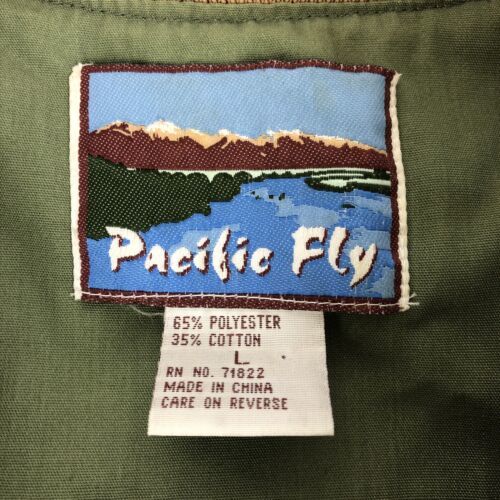 Pacific Fly
65% POLYESTER
35% COTTON
L
RN NO. 71822
MADE IN CHINA
CARE ON REVERSE